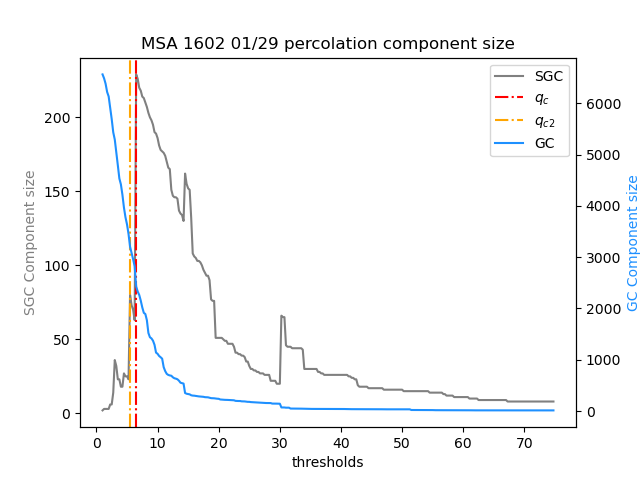 MSA 1602 01/29 percolation component size
SGC
q_c
q_c2
GC
200
150
100
50
0
SGC Component size
6000
5000
4000
3000
2000
1000
0
GC Component size
0 10 20 30 40 50 60 70
thresholds